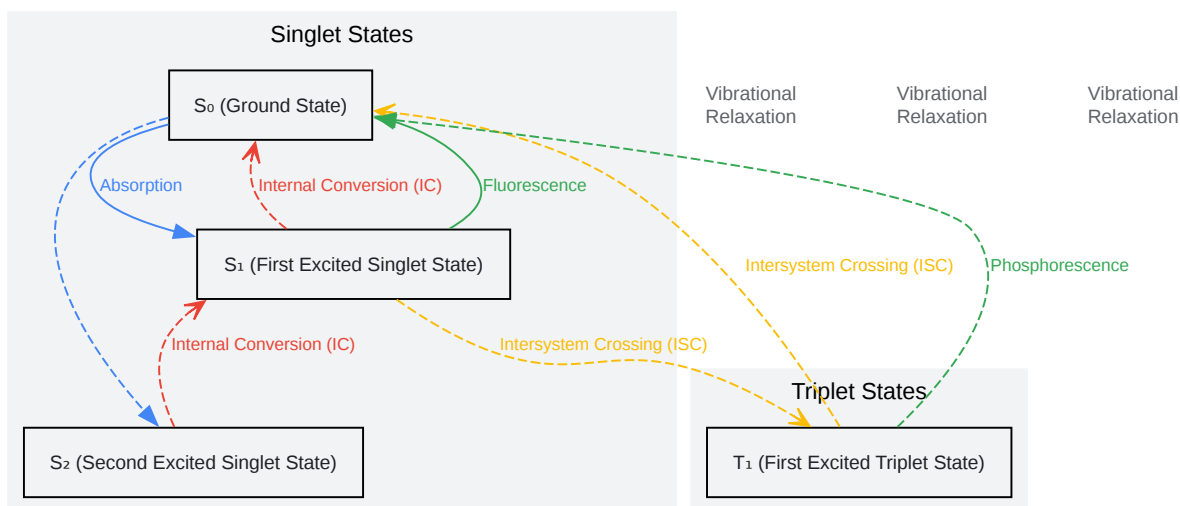 Singlet States
S₀ (Ground State)
Vibrational
Relaxation
Vibrational
Relaxation
Vibrational
Relaxation
Absorption
Internal Conversion (IC)
Fluorescence
S₁ (First Excited Singlet State)
Intersystem Crossing (ISC)
Phosphorescence
Internal Conversion (IC)
Intersystem Crossing (ISC)
Triplet States
S₂ (Second Excited Singlet State)
T₁ (First Excited Triplet State)